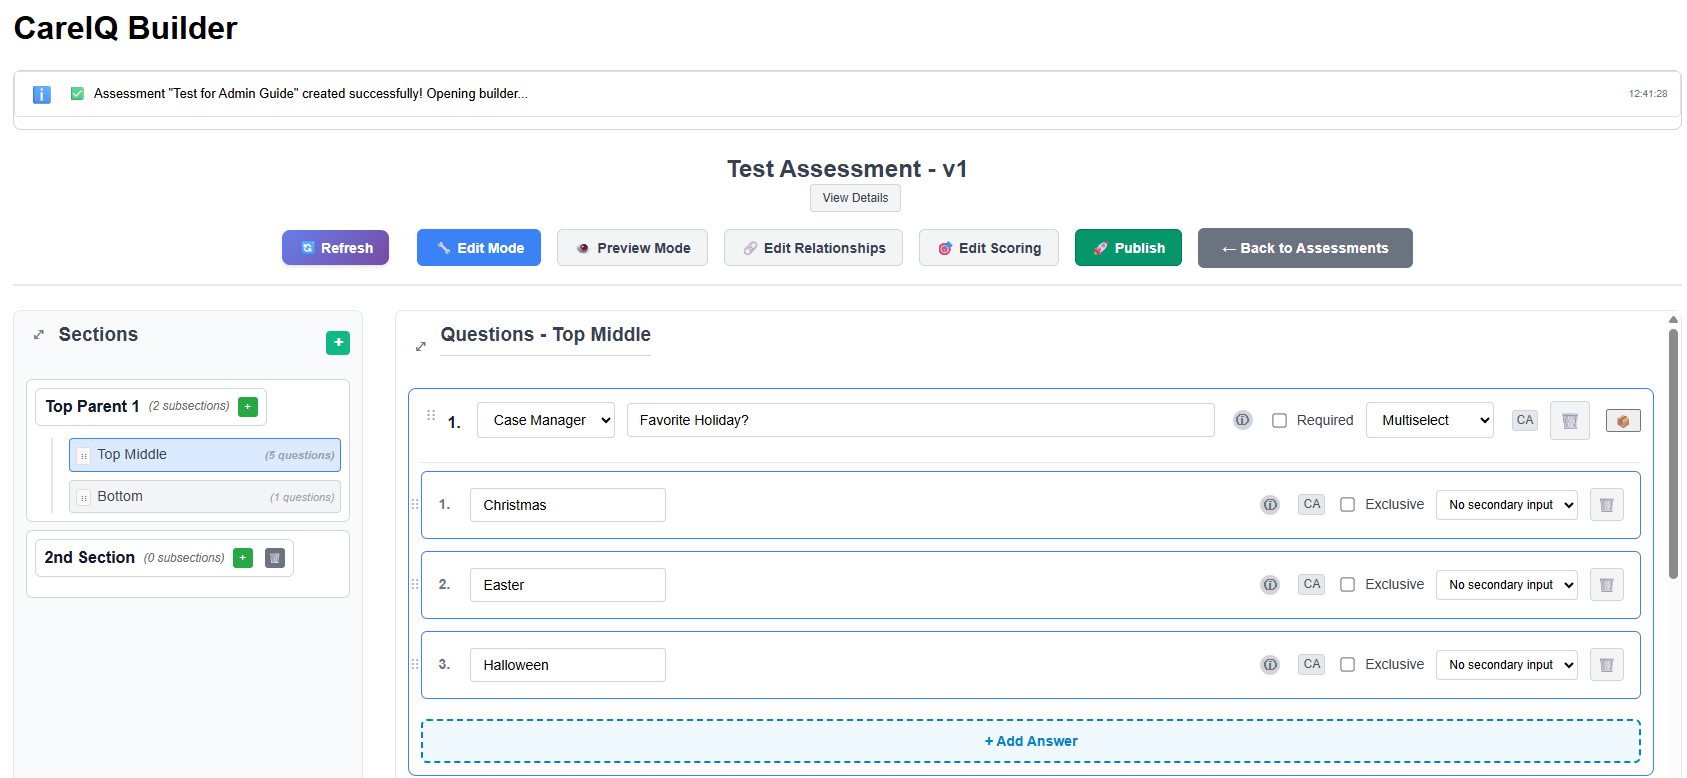 CareIQ Builder
Assessment "Test for Admin Guide" created successfully! Opening builder...
12:41:28
Test Assessment - v1
View Details
Refresh
Edit Mode
Preview Mode
Edit Relationships
Edit Scoring
Publish
← Back to Assessments
Sections
+
Top Parent 1 (2 subsections) +
Top Middle (5 questions)
Bottom (1 questions)
2nd Section (0 subsections) +
Questions - Top Middle
1. Case Manager Favorite Holiday? Required Multiselect CA
1. Christmas CA Exclusive No secondary input
2. Easter CA Exclusive No secondary input
3. Halloween CA Exclusive No secondary input
+ Add Answer